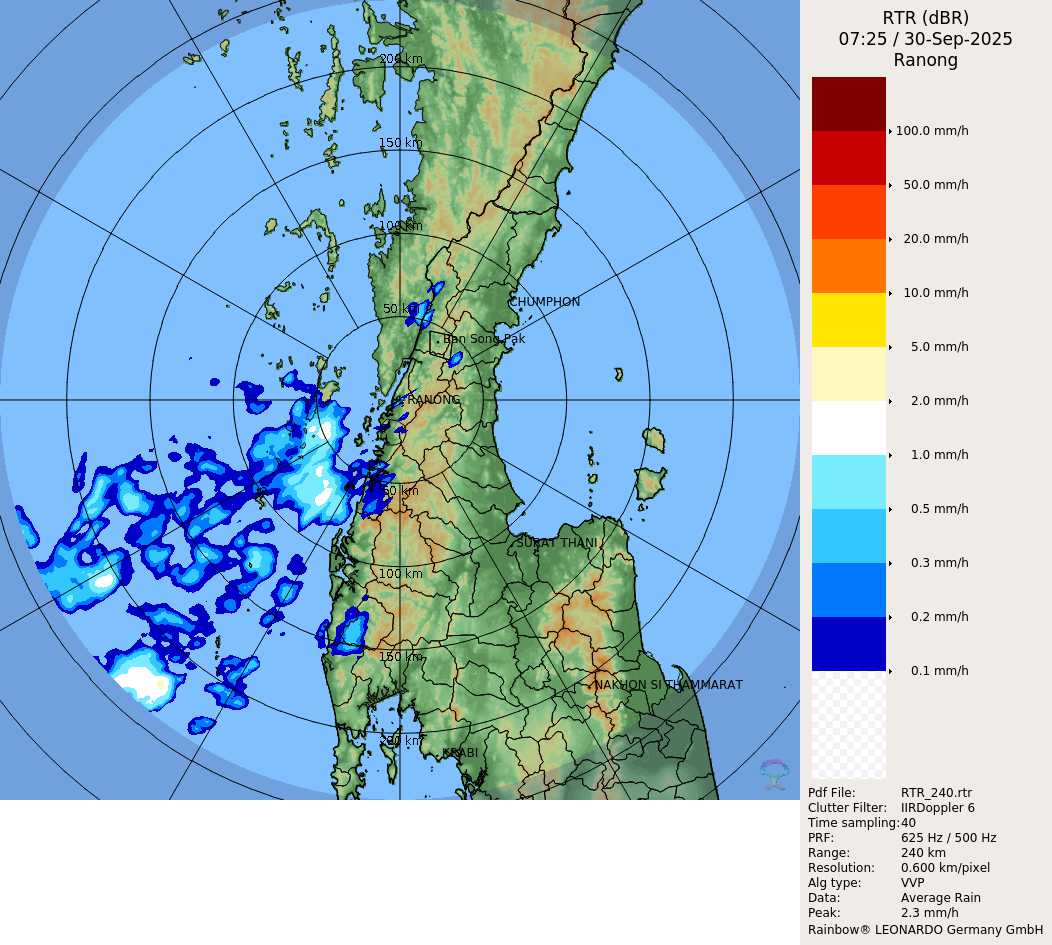 RTR (dBR)
07:25 / 30-Sep-2025
Ranong
200 km
150 km
100 km
50 km
CHUMPHON
Ban Song Pak
RANONG
50 km
SURAT THANI
100 km
150 km
NAKHON SI THAMMARAT
200 km
KRABI
100.0 mm/h
50.0 mm/h
20.0 mm/h
10.0 mm/h
5.0 mm/h
2.0 mm/h
1.0 mm/h
0.5 mm/h
0.3 mm/h
0.2 mm/h
0.1 mm/h
Pdf File: RTR_240.rtr
Clutter Filter: IIRDoppler 6
Time sampling:40
PRF: 625 Hz / 500 Hz
Range: 240 km
Resolution: 0.600 km/pixel
Alg type: VVP
Data: Average Rain
Peak: 2.3 mm/h
Rainbow® LEONARDO Germany GmbH